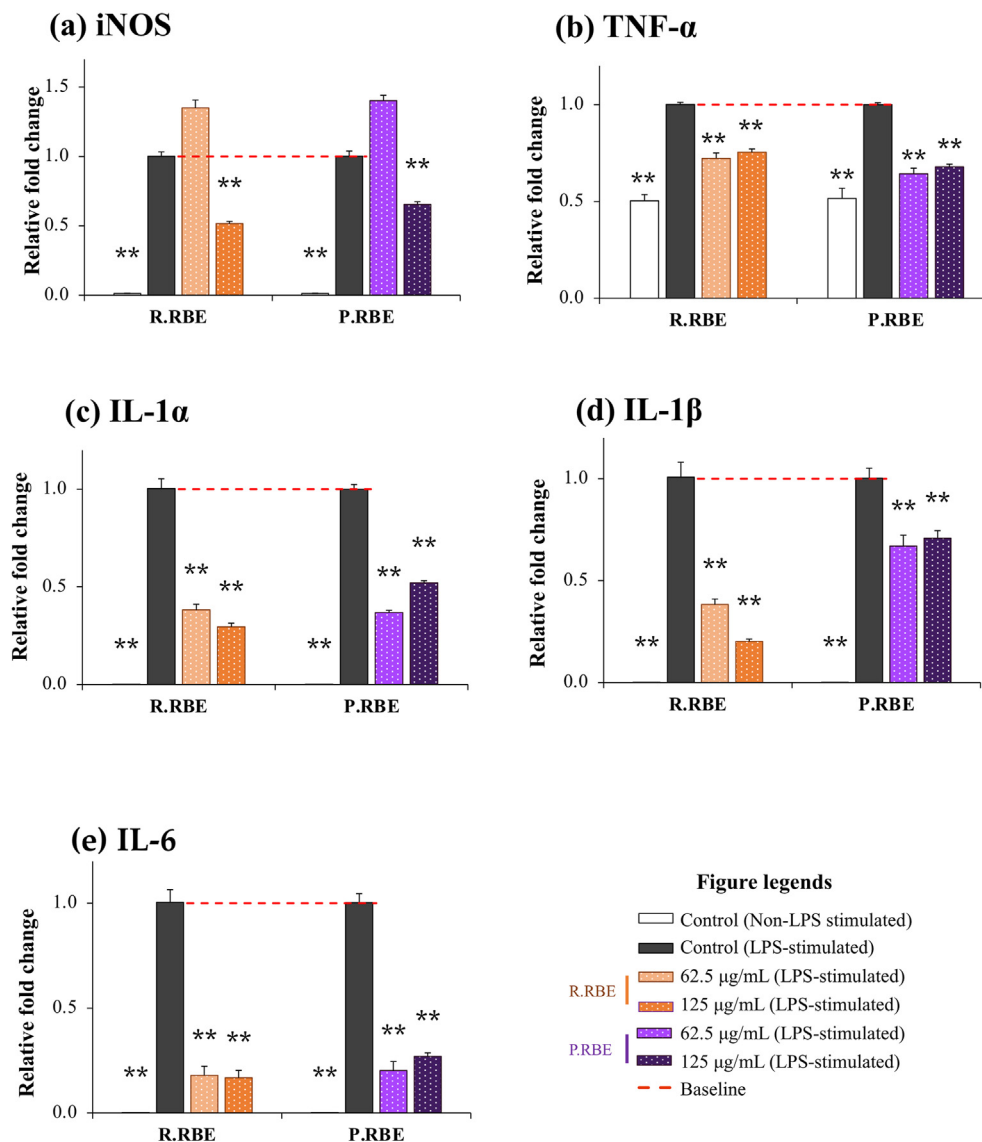 (a) iNOS
Relative fold change
1.5
1.0
0.5
0.0
**
**
**
**
R.RBE
P.RBE
(b) TNF-α
Relative fold change
1.0
0.5
0.0
**
**
**
**
**
**
R.RBE
P.RBE
(c) IL-1α
Relative fold change
1.0
0.5
0.0
**
**
**
**
**
**
R.RBE
P.RBE
(d) IL-1β
Relative fold change
1.0
0.5
0.0
**
**
**
**
**
**
R.RBE
P.RBE
(e) IL-6
Relative fold change
1.0
0.5
0.0
**
**
**
**
**
**
R.RBE
P.RBE
Figure legends
Control (Non-LPS stimulated)
Control (LPS-stimulated)
R.RBE
62.5 µg/mL (LPS-stimulated)
125 µg/mL (LPS-stimulated)
P.RBE
62.5 µg/mL (LPS-stimulated)
125 µg/mL (LPS-stimulated)
Baseline